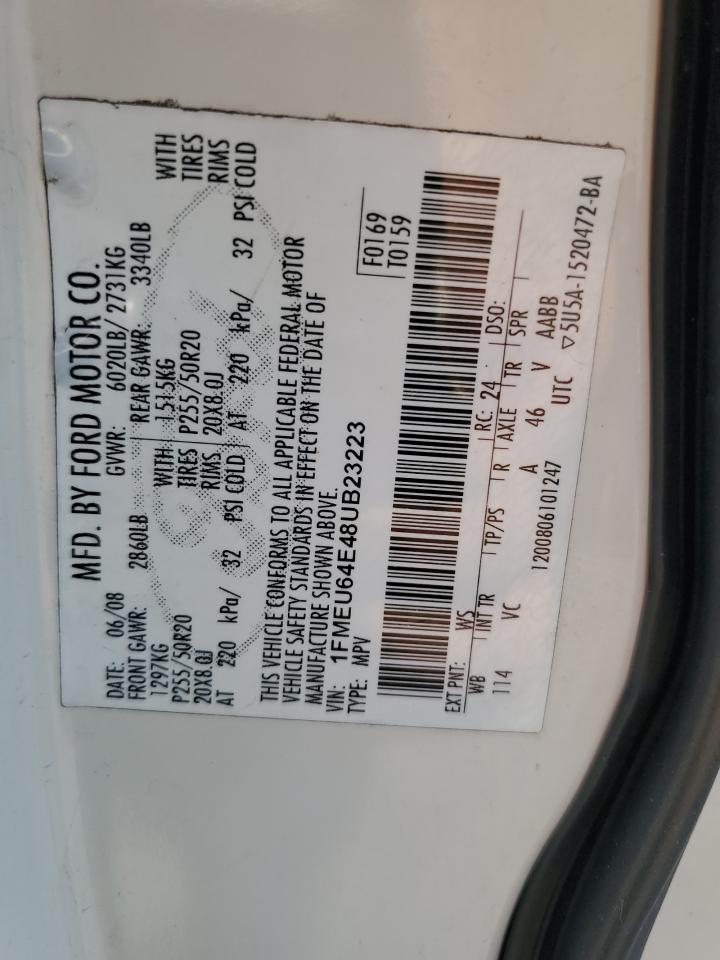 MFD. BY FORD MOTOR CO.
DATE: 06/08 GVWR: 6020LB/ 2731KG
FRONT GAWR: 2860LB REAR GAWR: 3340LB
1297KG WITH 1515KG WITH
P255/50R20 TIRES P255/50R20 TIRES
20X8.0J RIMS 20X8.0J RIMS
AT 220 kPa/ 32 PSI COLD AT 220 kPa/ 32 PSI COLD
THIS VEHICLE CONFORMS TO ALL APPLICABLE FEDERAL MOTOR
VEHICLE SAFETY STANDARDS IN EFFECT ON THE DATE OF
MANUFACTURE SHOWN ABOVE.
VIN: 1FMEU64E48UB23223
TYPE: MPV
F0169
T0159
EXT PNT: WS RC: 24 DSO:
WB INT TR TP/PS R AXLE TR SPR
114 VC A 46 V AABB
1200806101247 UTC ▽5U5A-1520472-BA